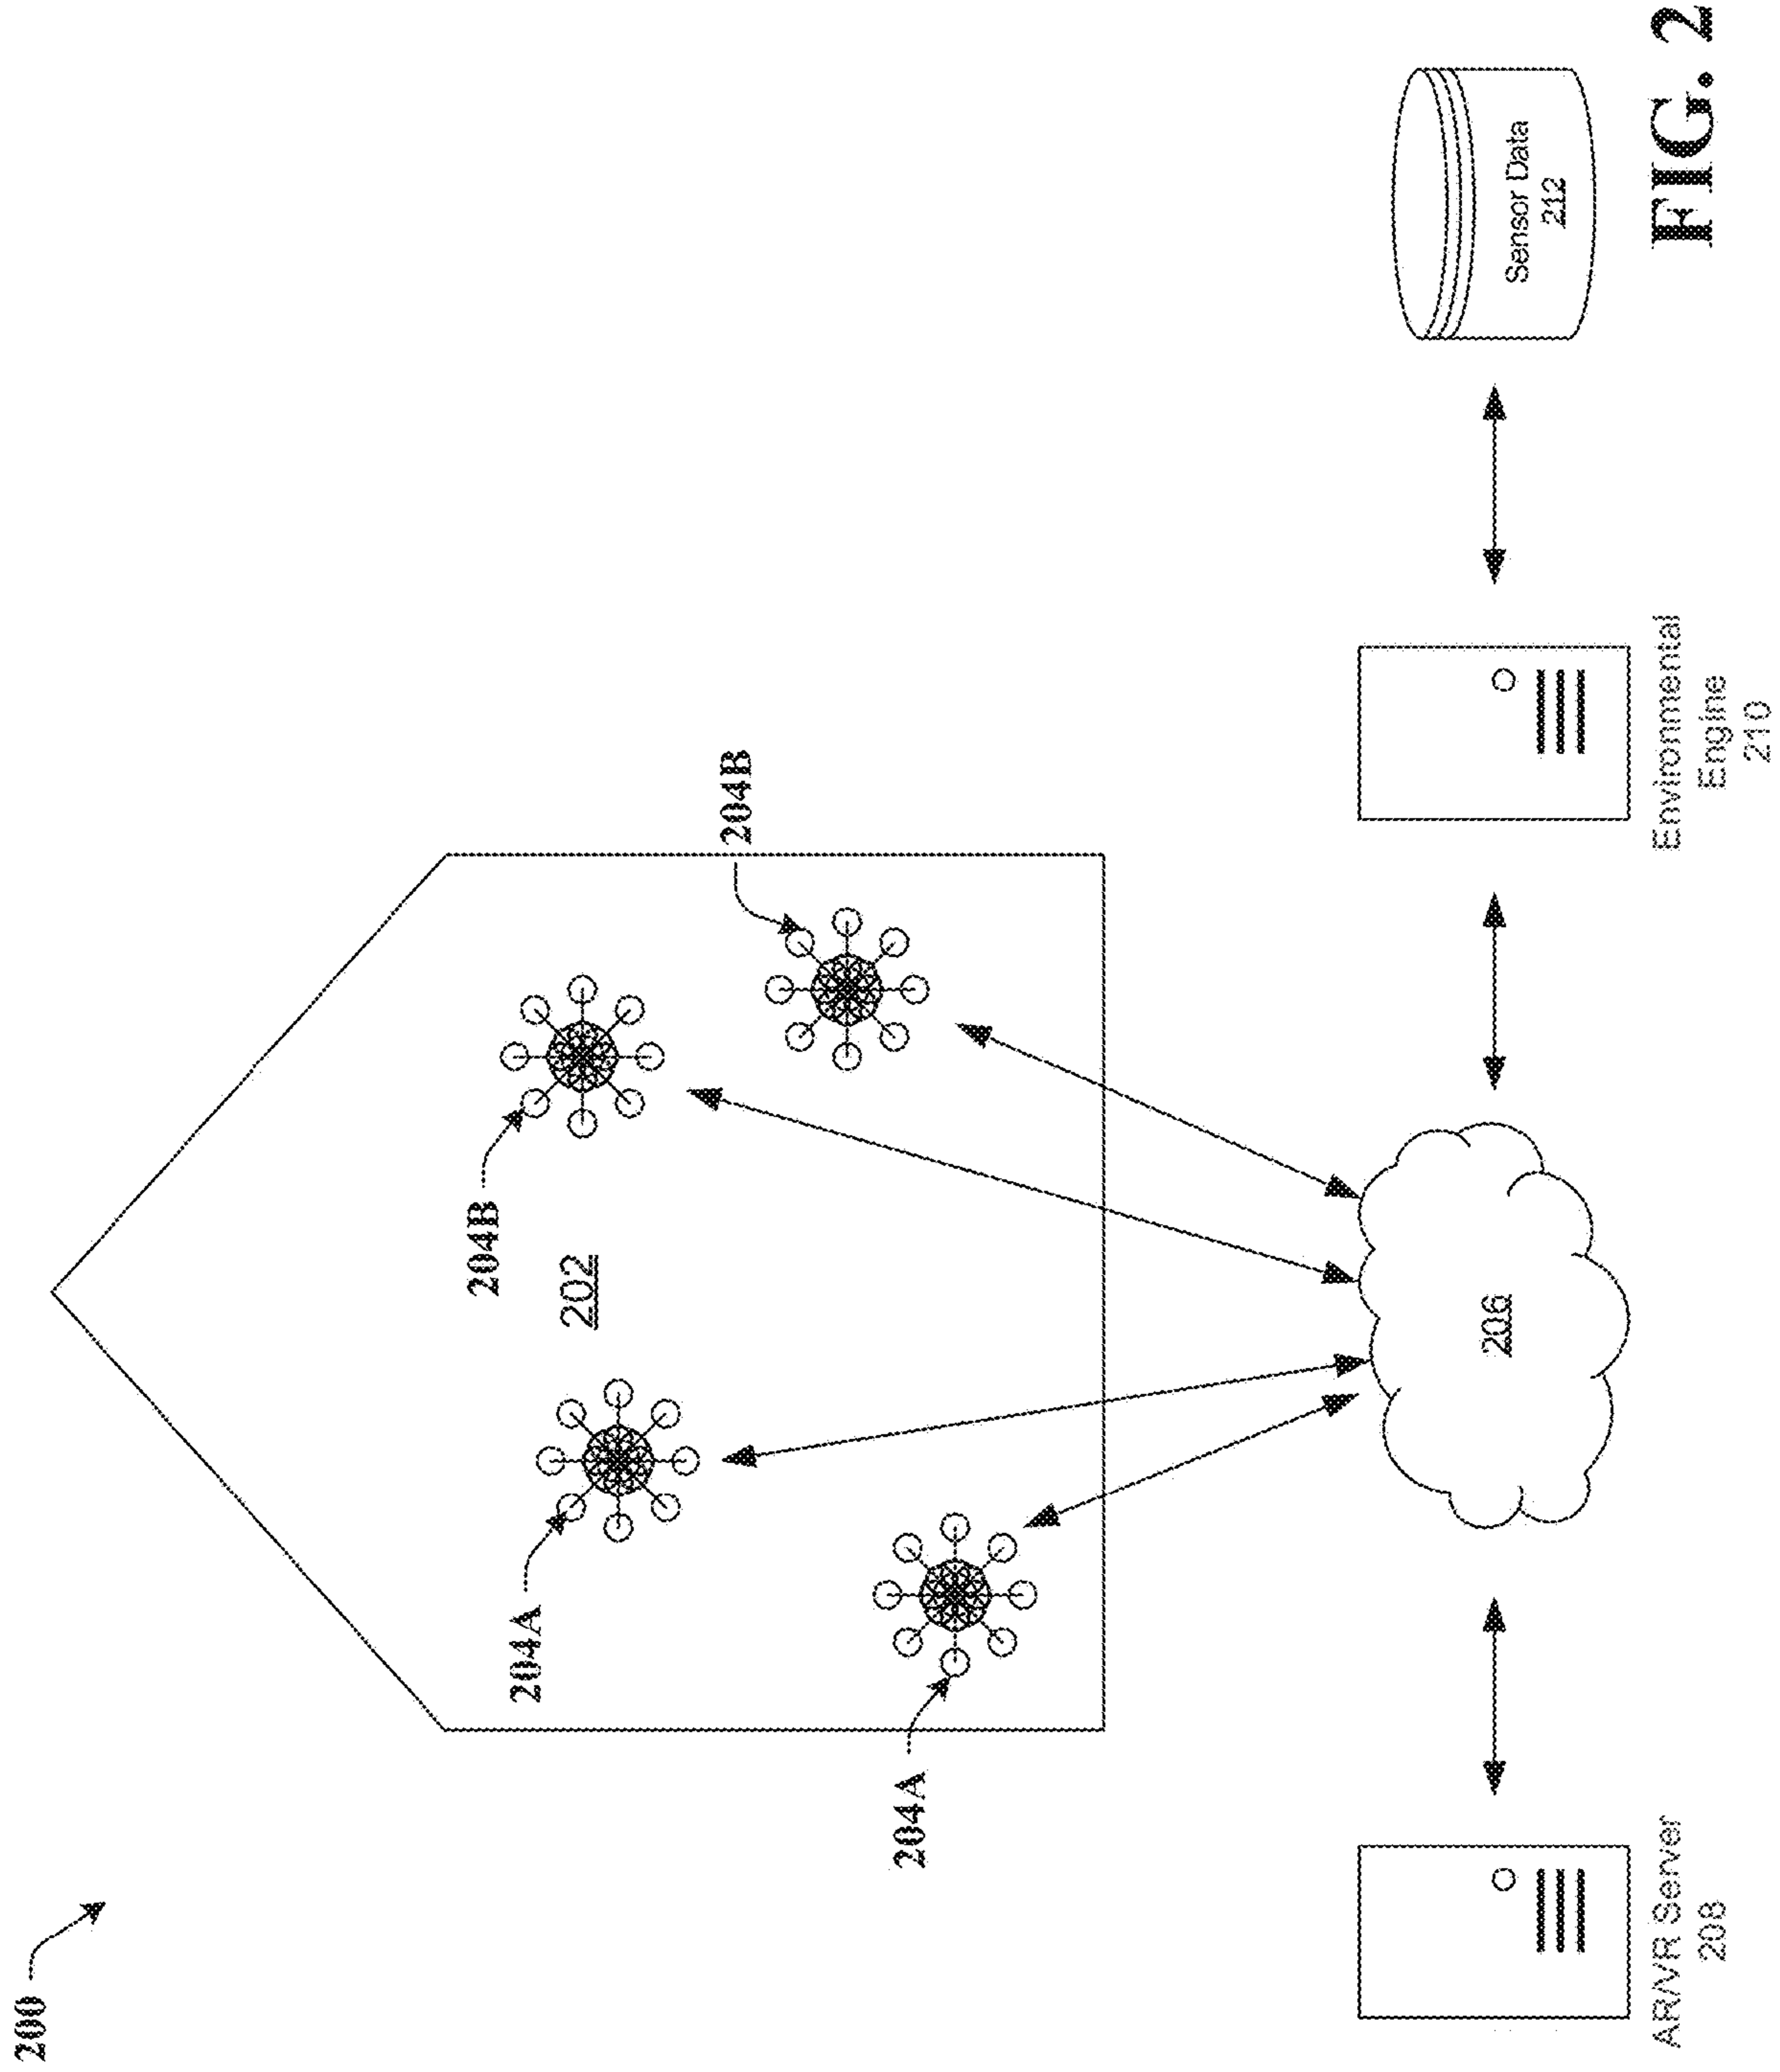 200
204A
204B
202
204B
204A
206
AR/VR Server
208
Environmental
Engine
210
Sensor Data
212
FIG. 2